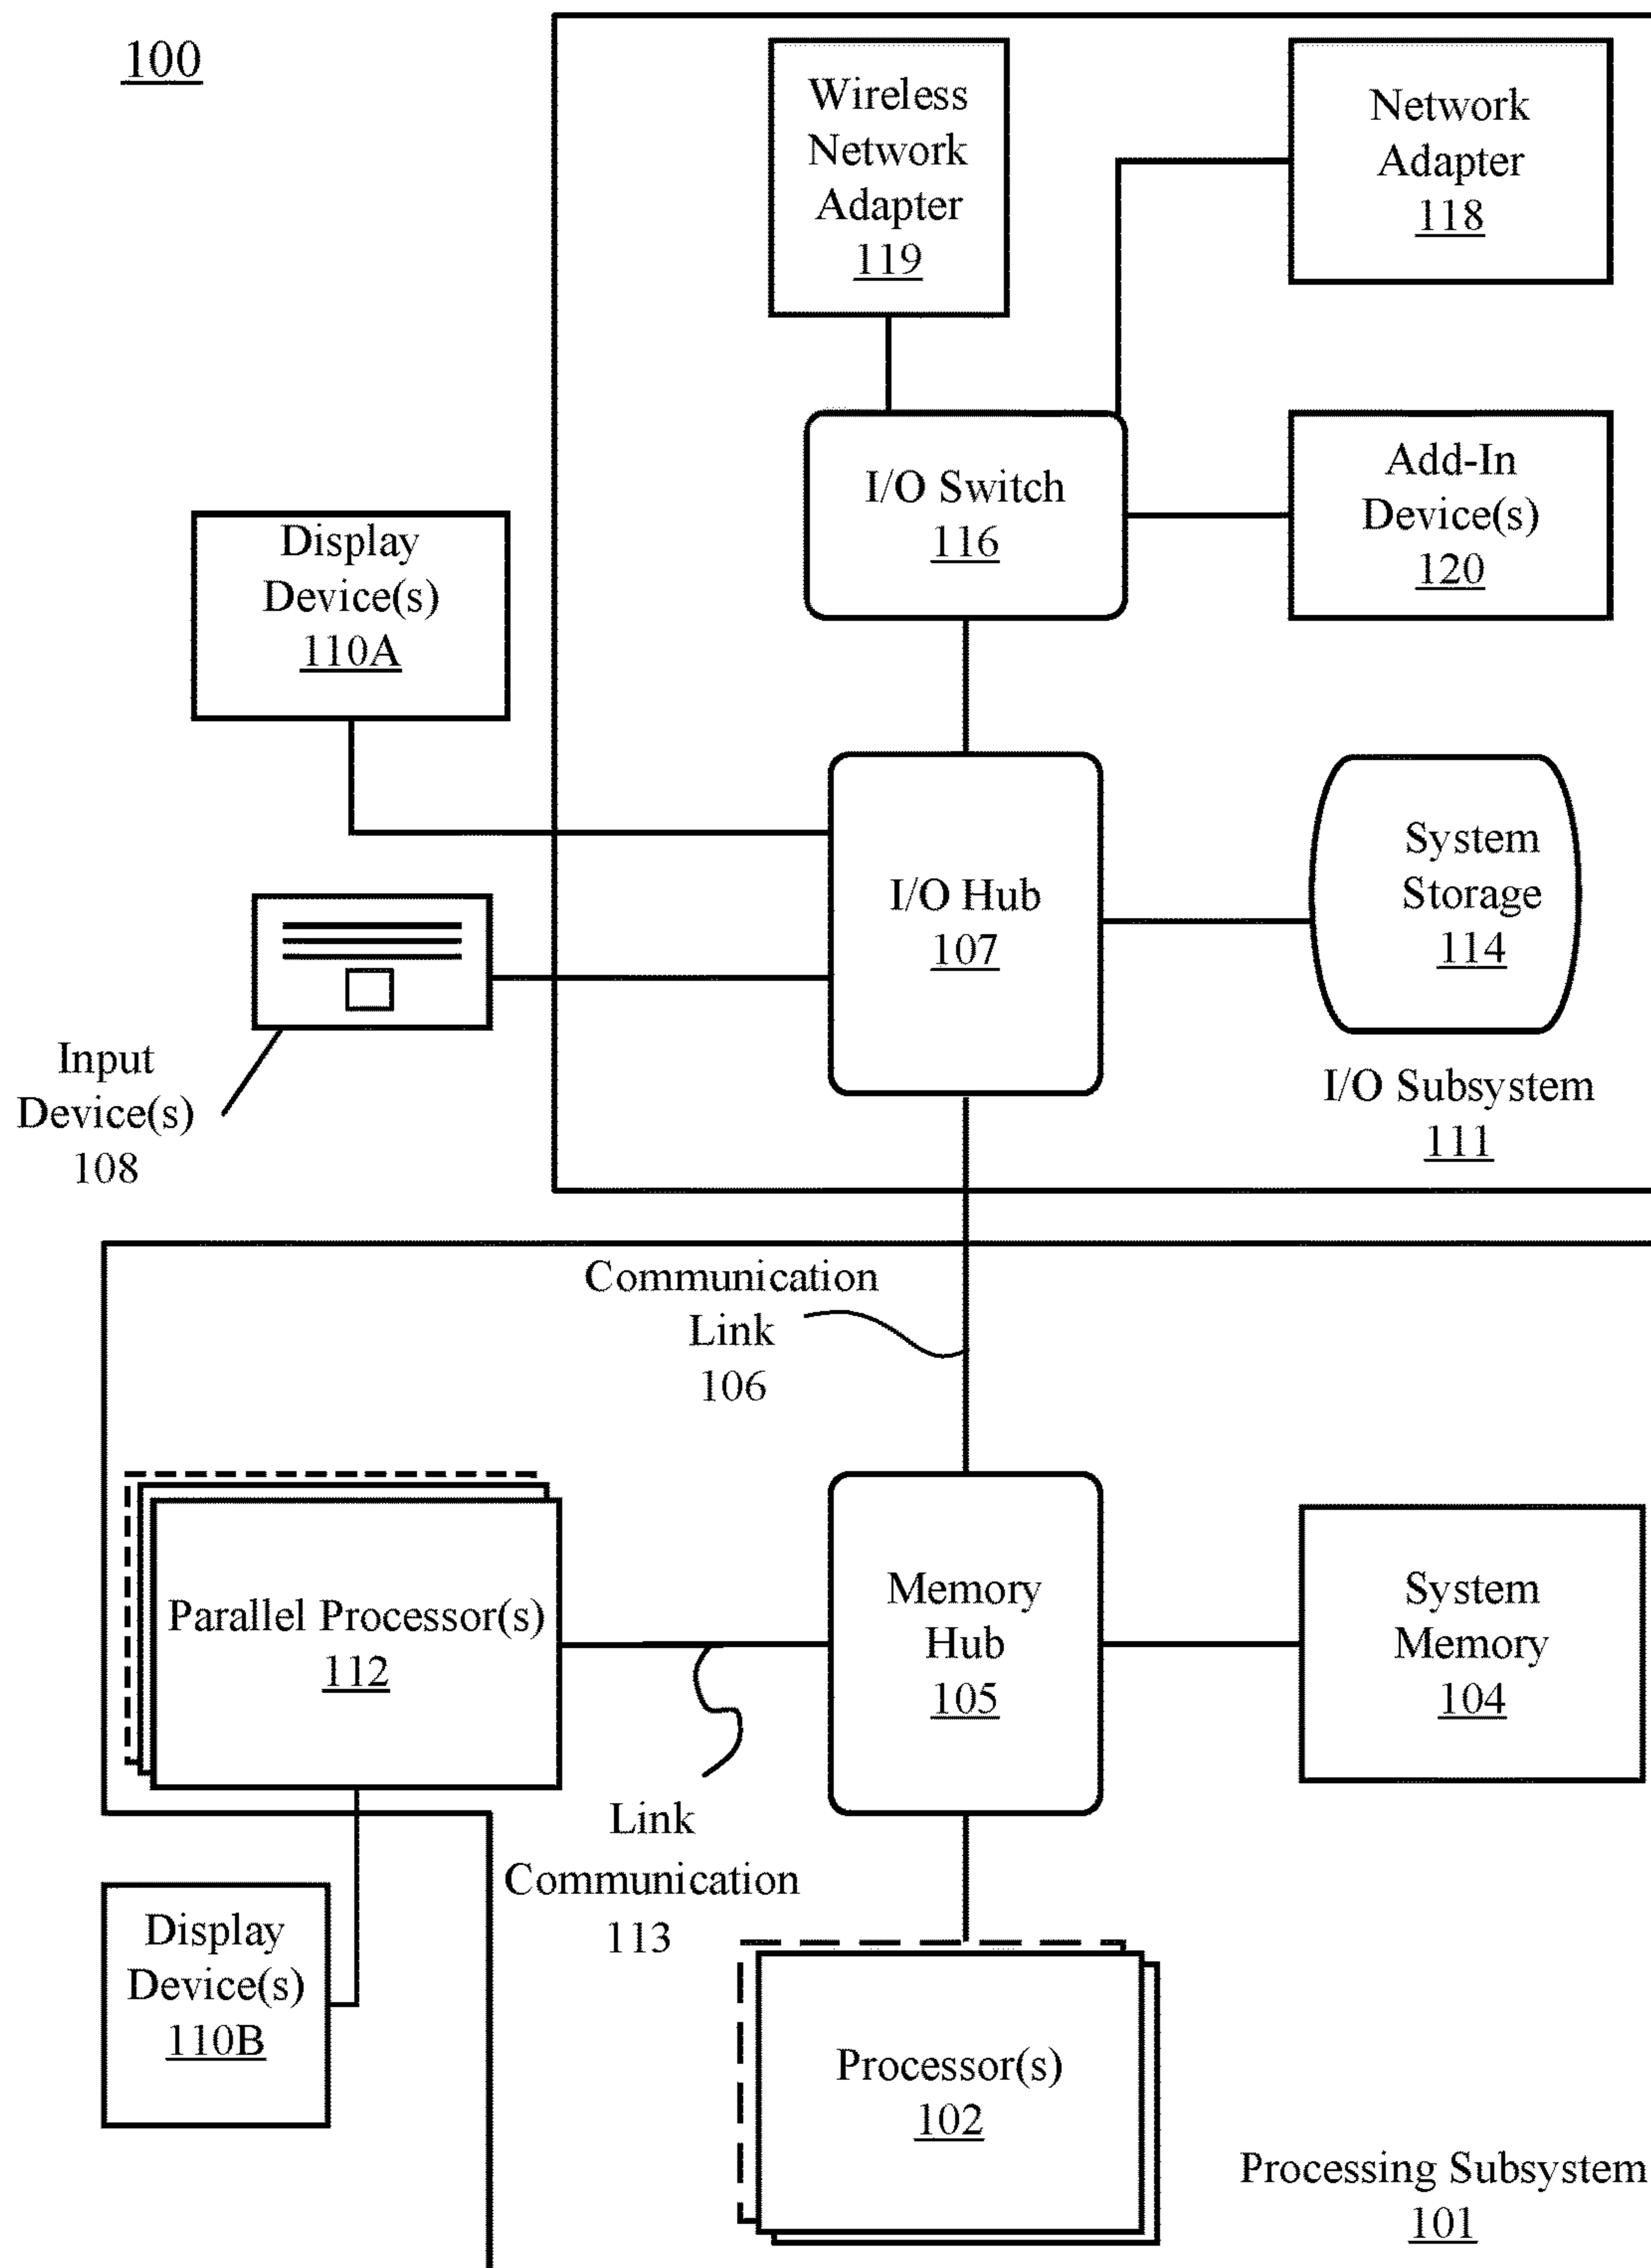 100
Wireless
Network
Adapter
119
Network
Adapter
118
I/O Switch
116
Add-In
Device(s)
120
Display
Device(s)
110A
I/O Hub
107
System
Storage
114
Input
Device(s)
108
I/O Subsystem
111
Communication
Link
106
Parallel Processor(s)
112
Memory
Hub
105
System
Memory
104
Link
Communication
113
Display
Device(s)
110B
Processor(s)
102
Processing Subsystem
101